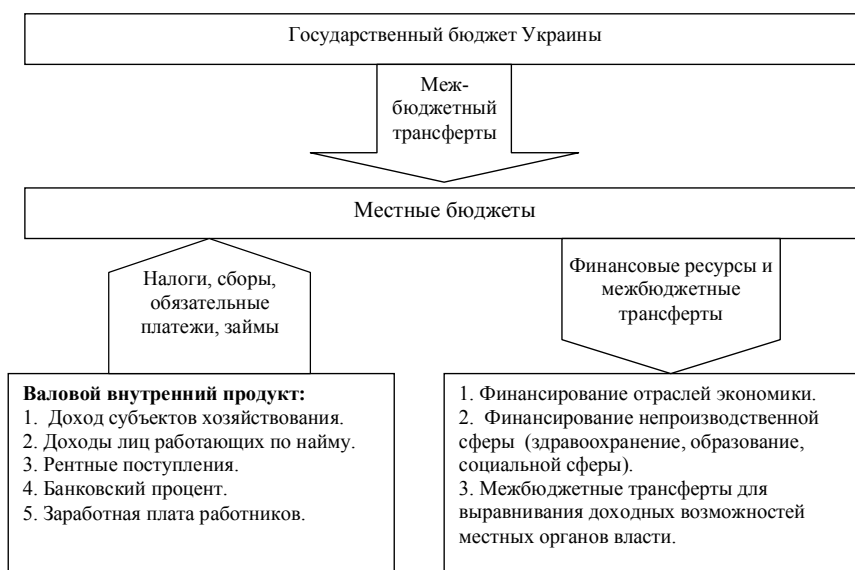 Государственный бюджет Украины
Меж-
бюджетный
трансферты
Местные бюджеты
Налоги, сборы,
обязательные
платежи, займы
Финансовые ресурсы и
межбюджетные
трансферты
Валовой внутренний продукт:
1. Доход субъектов хозяйствования.
2. Доходы лиц работающих по найму.
3. Рентные поступления.
4. Банковский процент.
5. Заработная плата работников.
1. Финансирование отраслей экономики.
2. Финансирование непроизводственной
сферы (здравоохранение, образование,
социальной сферы).
3. Межбюджетные трансферты для
выравнивания доходных возможностей
местных органов власти.